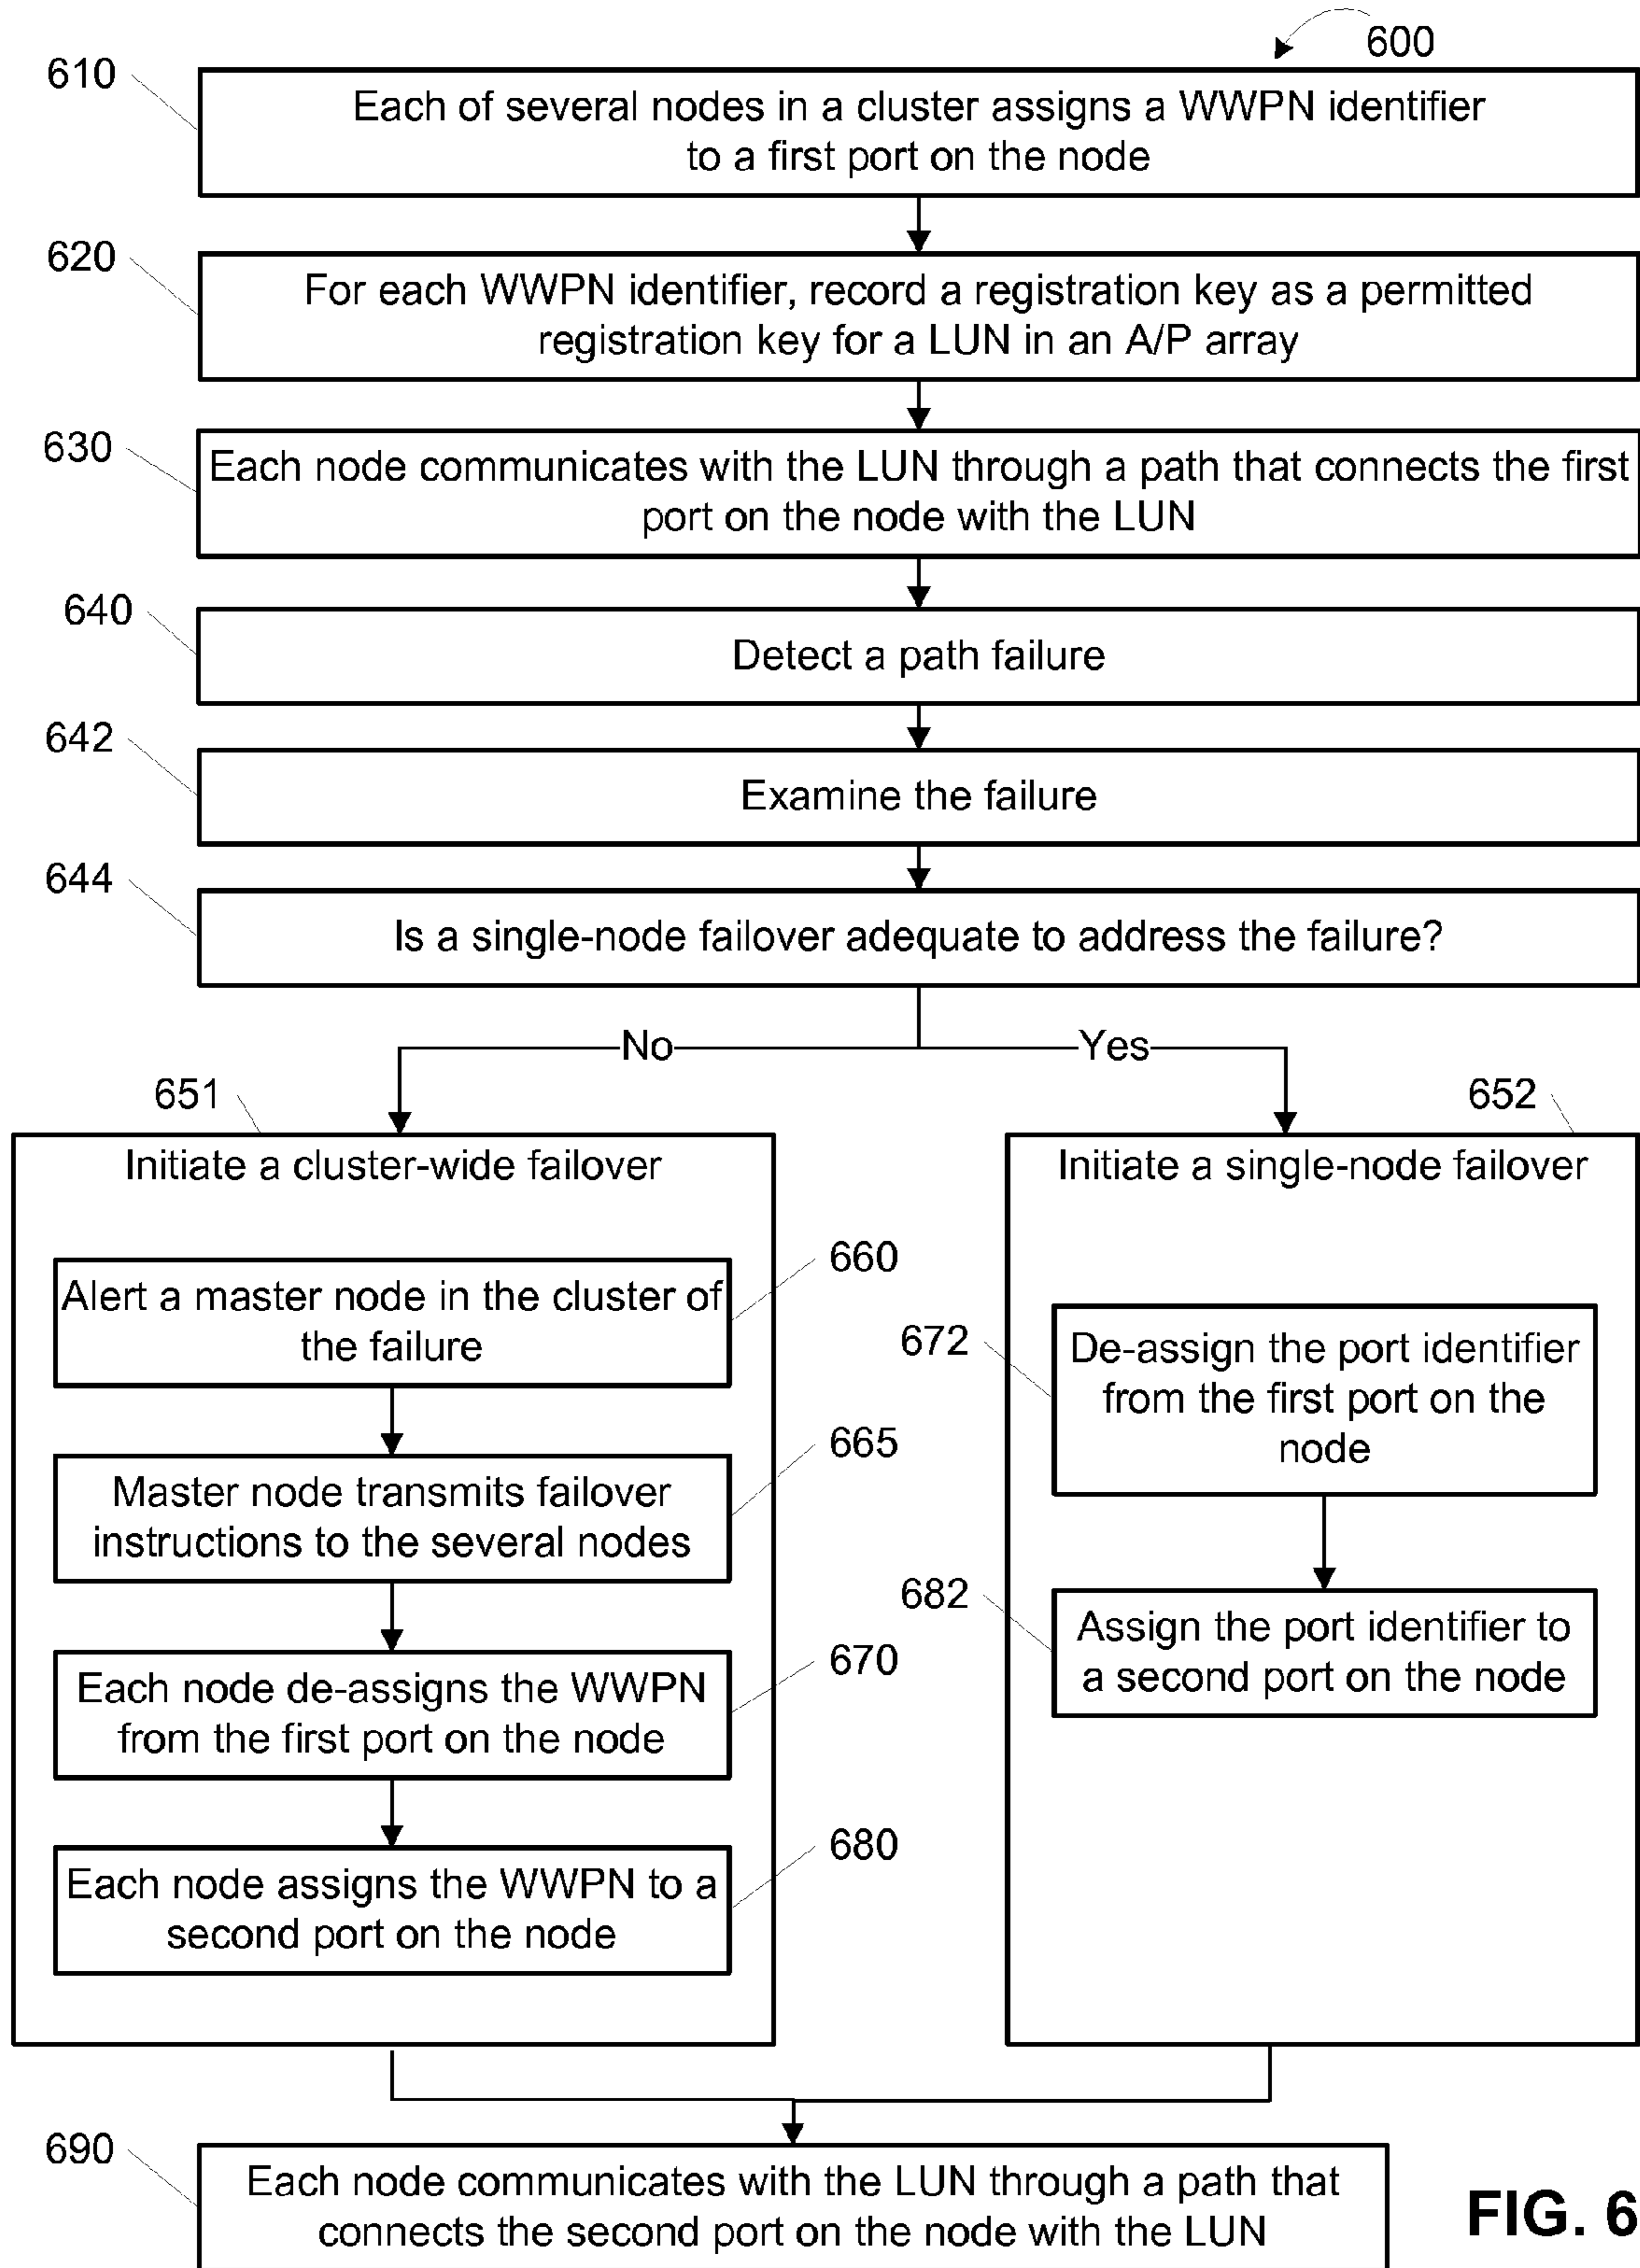 600
610
Each of several nodes in a cluster assigns a WWPN identifier
to a first port on the node
620
For each WWPN identifier, record a registration key as a permitted
registration key for a LUN in an A/P array
630
Each node communicates with the LUN through a path that connects the first
port on the node with the LUN
640
Detect a path failure
642
Examine the failure
644
Is a single-node failover adequate to address the failure?
No
Yes
651
Initiate a cluster-wide failover
660
Alert a master node in the cluster of
the failure
665
Master node transmits failover
instructions to the several nodes
670
Each node de-assigns the WWPN
from the first port on the node
680
Each node assigns the WWPN to a
second port on the node
652
Initiate a single-node failover
672
De-assign the port identifier
from the first port on the
node
682
Assign the port identifier to
a second port on the node
690
Each node communicates with the LUN through a path that
connects the second port on the node with the LUN
FIG. 6